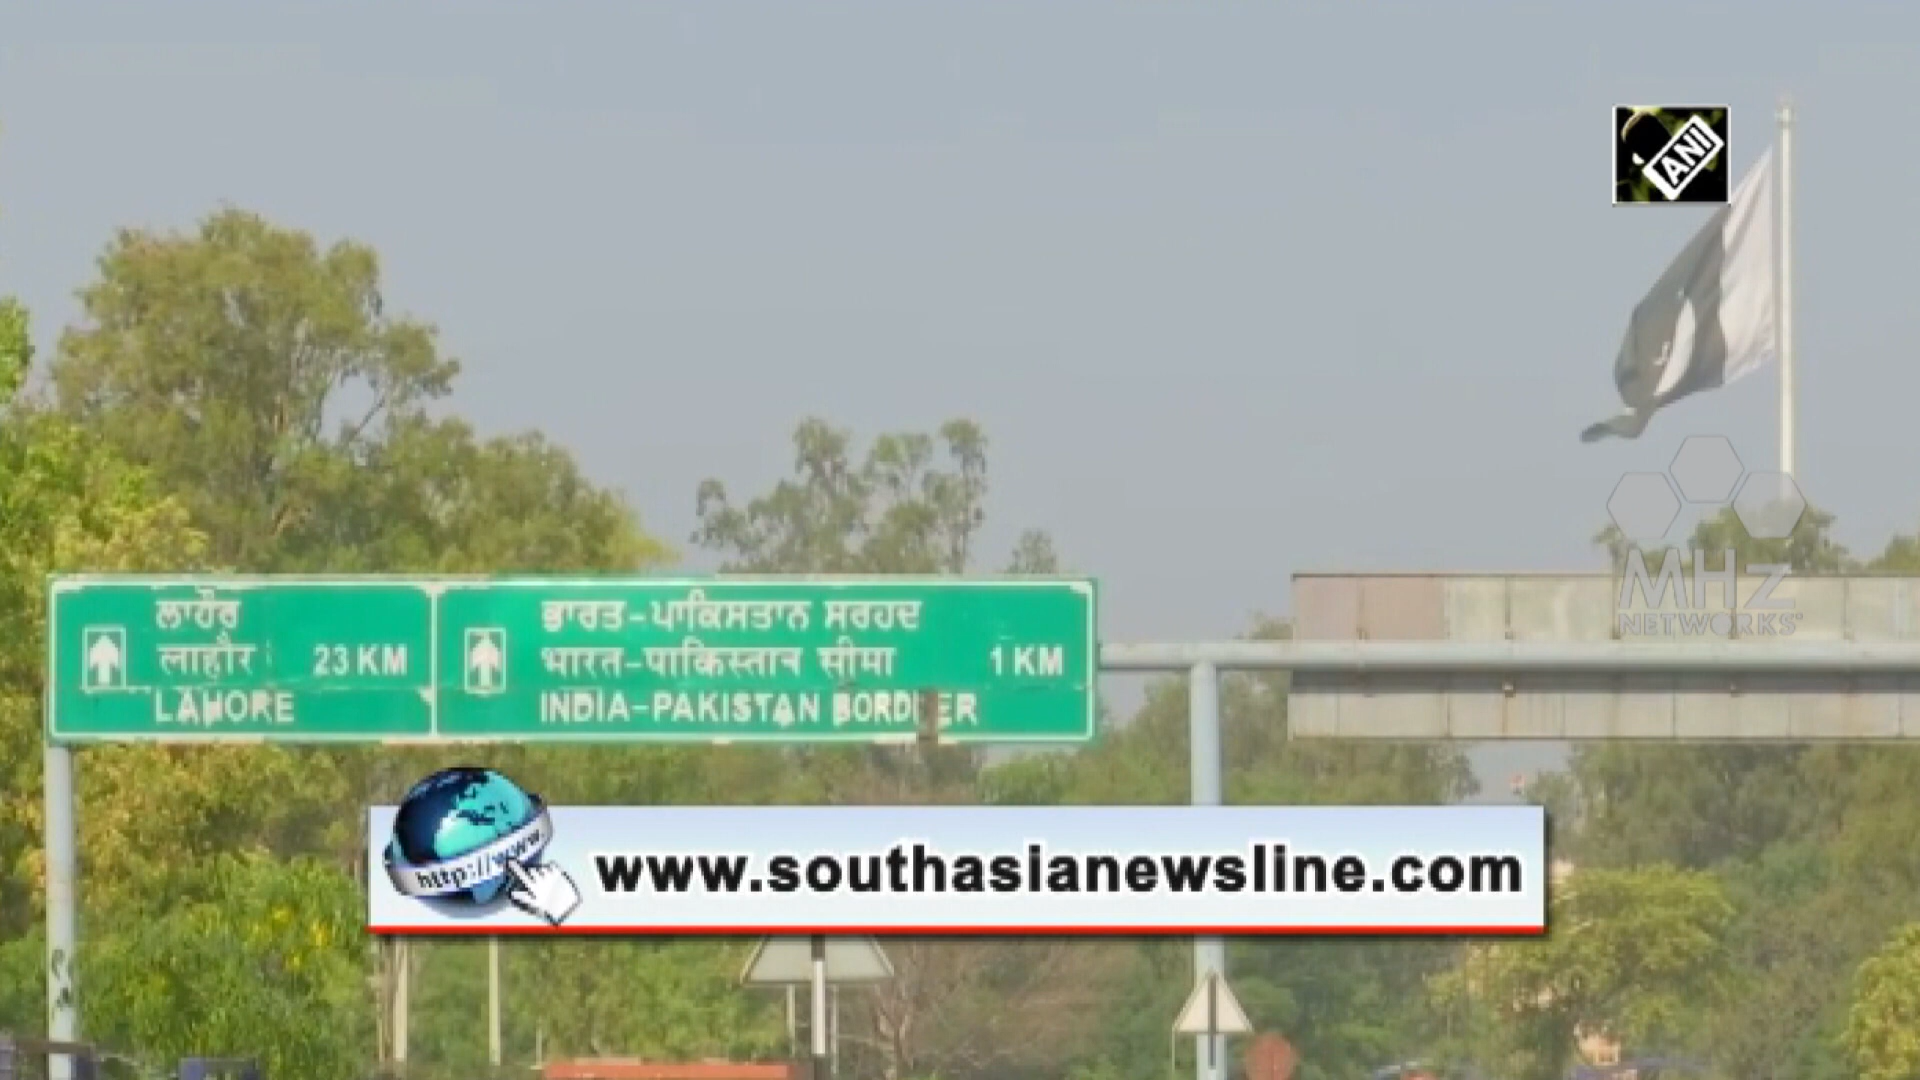 ANI
MHz
NETWORKS
ਲਾਹੌਰ
लाहौर
23 KM
LAHORE
ਭਾਰਤ-ਪਾਕਿਸਤਾਨ ਸਰਹਦ
भारत-पाकिस्तान सीमा
1 KM
INDIA-PAKISTAN BORDER
http://www.
www.southasianewsline.com